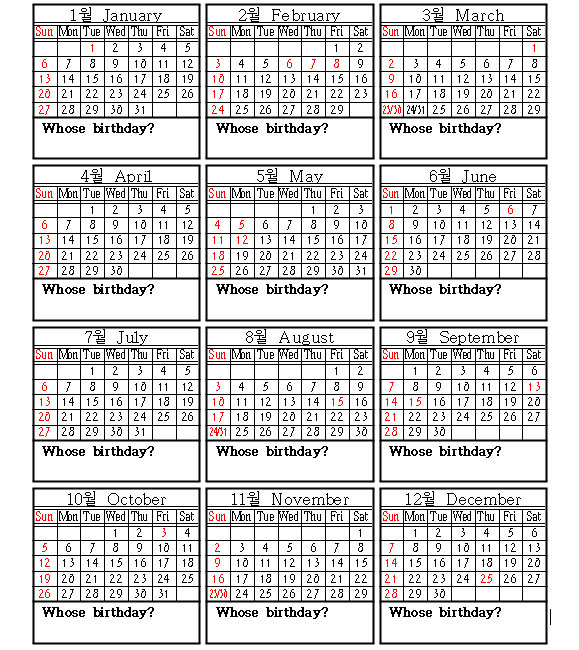 1월 January
Sun Mon Tue Wed Thu Fri Sat
1 2 3 4 5
6 7 8 9 10 11 12
13 14 15 16 17 18 19
20 21 22 23 24 25 26
27 28 29 30 31
Whose birthday?
2월 February
Sun Mon Tue Wed Thu Fri Sat
1 2
3 4 5 6 7 8 9
10 11 12 13 14 15 16
17 18 19 20 21 22 23
24 25 26 27 28 29
Whose birthday?
3월 March
Sun Mon Tue Wed Thu Fri Sat
1
2 3 4 5 6 7 8
9 10 11 12 13 14 15
16 17 18 19 20 21 22
23/30 24/31 25 26 27 28 29
Whose birthday?
4월 April
Sun Mon Tue Wed Thu Fri Sat
1 2 3 4 5
6 7 8 9 10 11 12
13 14 15 16 17 18 19
20 21 22 23 24 25 26
27 28 29 30
Whose birthday?
5월 May
Sun Mon Tue Wed Thu Fri Sat
1 2 3
4 5 6 7 8 9 10
11 12 13 14 15 16 17
18 19 20 21 22 23 24
25 26 27 28 29 30 31
Whose birthday?
6월 June
Sun Mon Tue Wed Thu Fri Sat
1 2 3 4 5 6 7
8 9 10 11 12 13 14
15 16 17 18 19 20 21
22 23 24 25 26 27 28
29 30
Whose birthday?
7월 July
Sun Mon Tue Wed Thu Fri Sat
1 2 3 4 5
6 7 8 9 10 11 12
13 14 15 16 17 18 19
20 21 22 23 24 25 26
27 28 29 30 31
Whose birthday?
8월 August
Sun Mon Tue Wed Thu Fri Sat
1 2
3 4 5 6 7 8 9
10 11 12 13 14 15 16
17 18 19 20 21 22 23
24/31 25 26 27 28 29 30
Whose birthday?
9월 September
Sun Mon Tue Wed Thu Fri Sat
1 2 3 4 5 6
7 8 9 10 11 12 13
14 15 16 17 18 19 20
21 22 23 24 25 26 27
28 29 30
Whose birthday?
10월 October
Sun Mon Tue Wed Thu Fri Sat
1 2 3 4
5 6 7 8 9 10 11
12 13 14 15 16 17 18
19 20 21 22 23 24 25
26 27 28 29 30 31
Whose birthday?
11월 November
Sun Mon Tue Wed Thu Fri Sat
1
2 3 4 5 6 7 8
9 10 11 12 13 14 15
16 17 18 19 20 21 22
23/30 24 25 26 27 28 29
Whose birthday?
12월 December
Sun Mon Tue Wed Thu Fri Sat
1 2 3 4 5 6
7 8 9 10 11 12 13
14 15 16 17 18 19 20
21 22 23 24 25 26 27
28 29 30
Whose birthday?